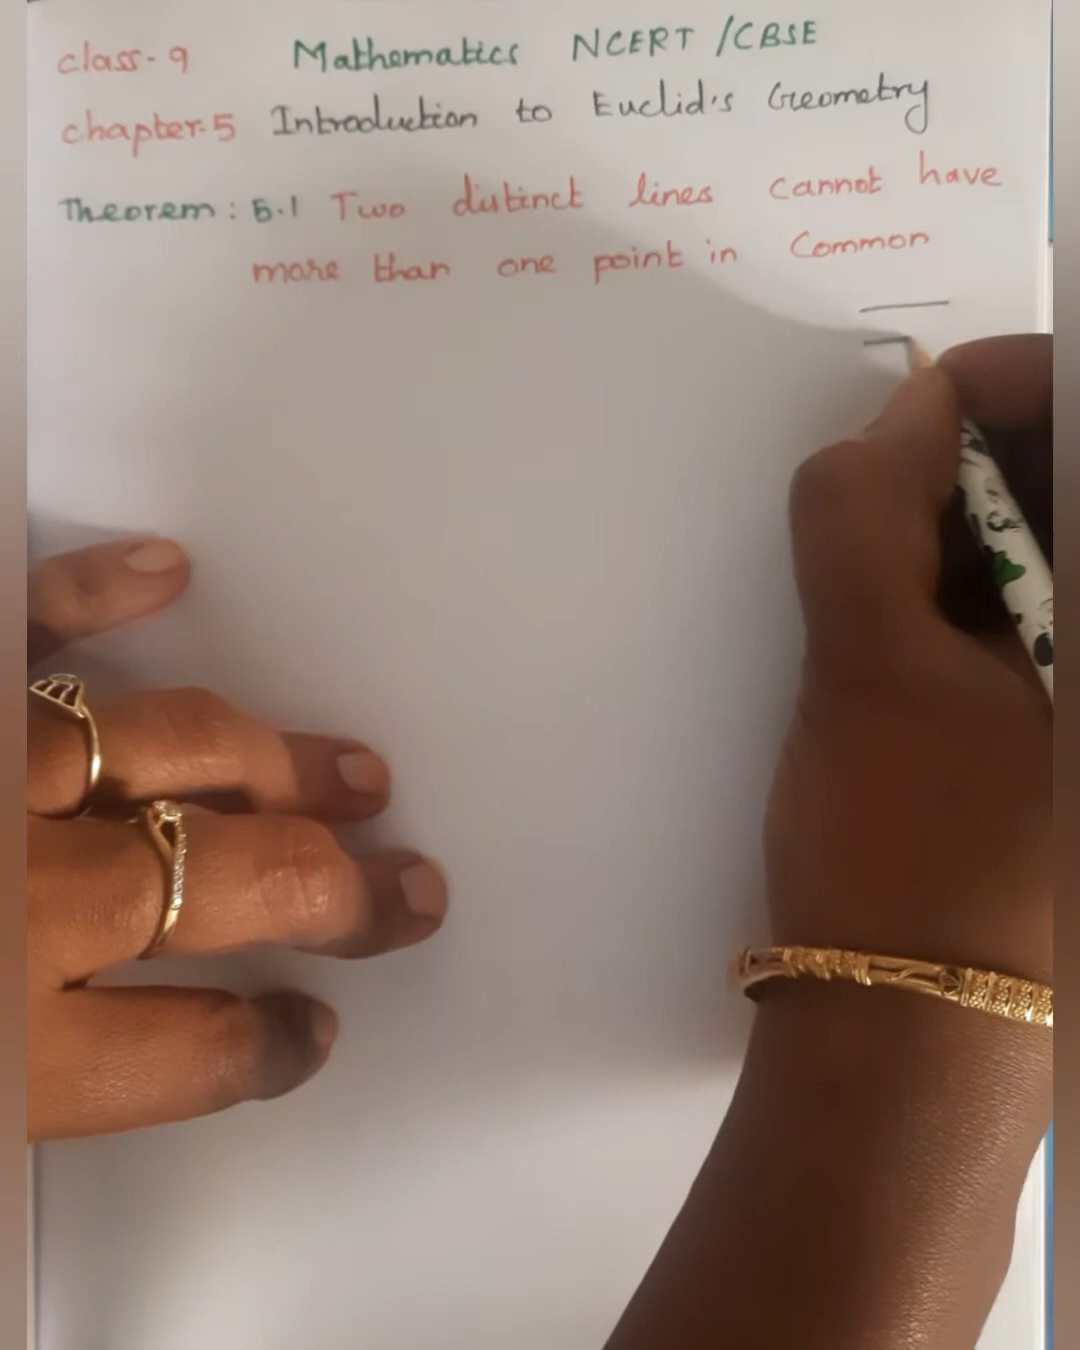 class-9 Mathematics NCERT /CBSE
chapter.5 Introduction to Euclid's Geometry
Theorem: 5.1 Two distinct lines cannot have
more than one point in Common